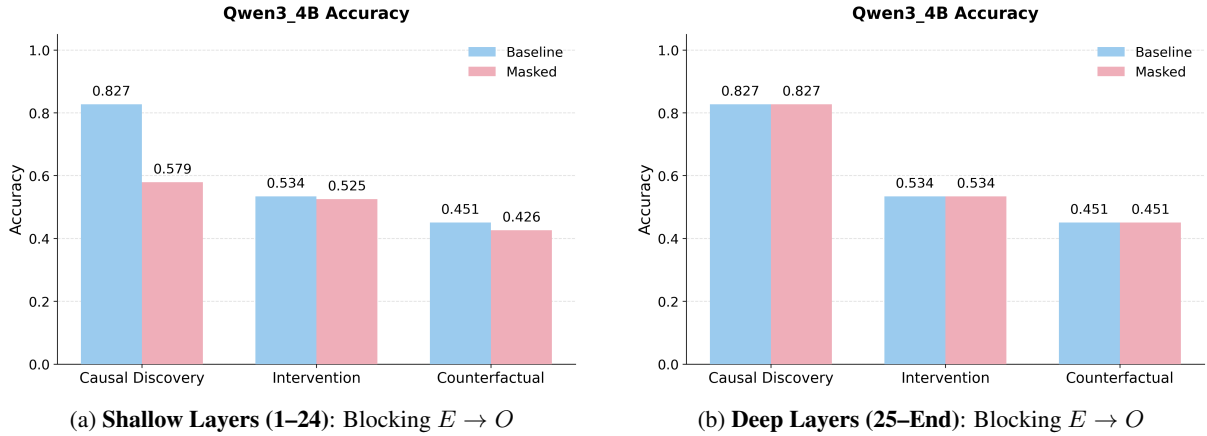 Qwen3_4B Accuracy
Accuracy
1.0
0.8
0.6
0.4
0.2
0.0
Baseline
Masked
0.827
0.579
0.534
0.525
0.451
0.426
Causal Discovery
Intervention
Counterfactual
(a) Shallow Layers (1–24): Blocking E → O
Qwen3_4B Accuracy
Accuracy
1.0
0.8
0.6
0.4
0.2
0.0
Baseline
Masked
0.827
0.827
0.534
0.534
0.451
0.451
Causal Discovery
Intervention
Counterfactual
(b) Deep Layers (25–End): Blocking E → O